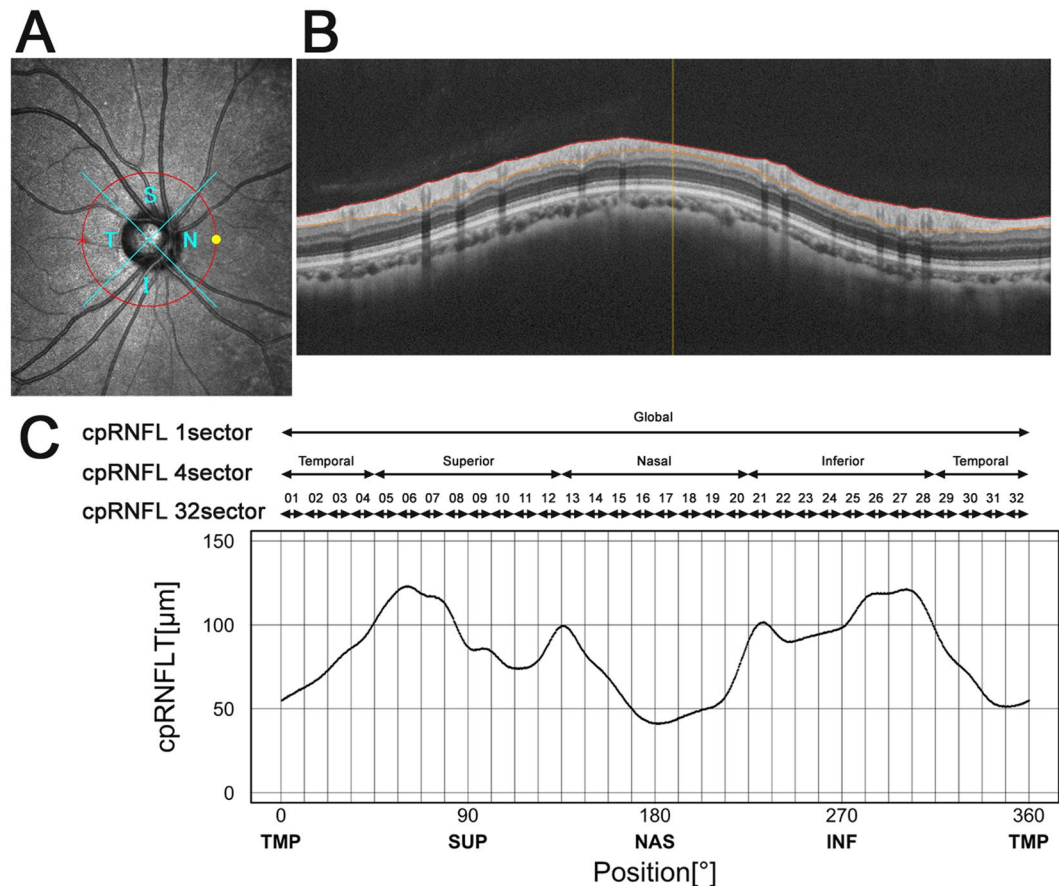 A
B
S
T N
I
C
Global
cpRNFL 1sector
Temporal Superior Nasal Inferior Temporal
cpRNFL 4sector
01 02 03 04 05 06 07 08 09 10 11 12 13 14 15 16 17 18 19 20 21 22 23 24 25 26 27 28 29 30 31 32
cpRNFL 32sector
150
100
50
0
cpRNFLT[µm]
0 90 180 270 360
TMP SUP NAS INF TMP
Position[°]